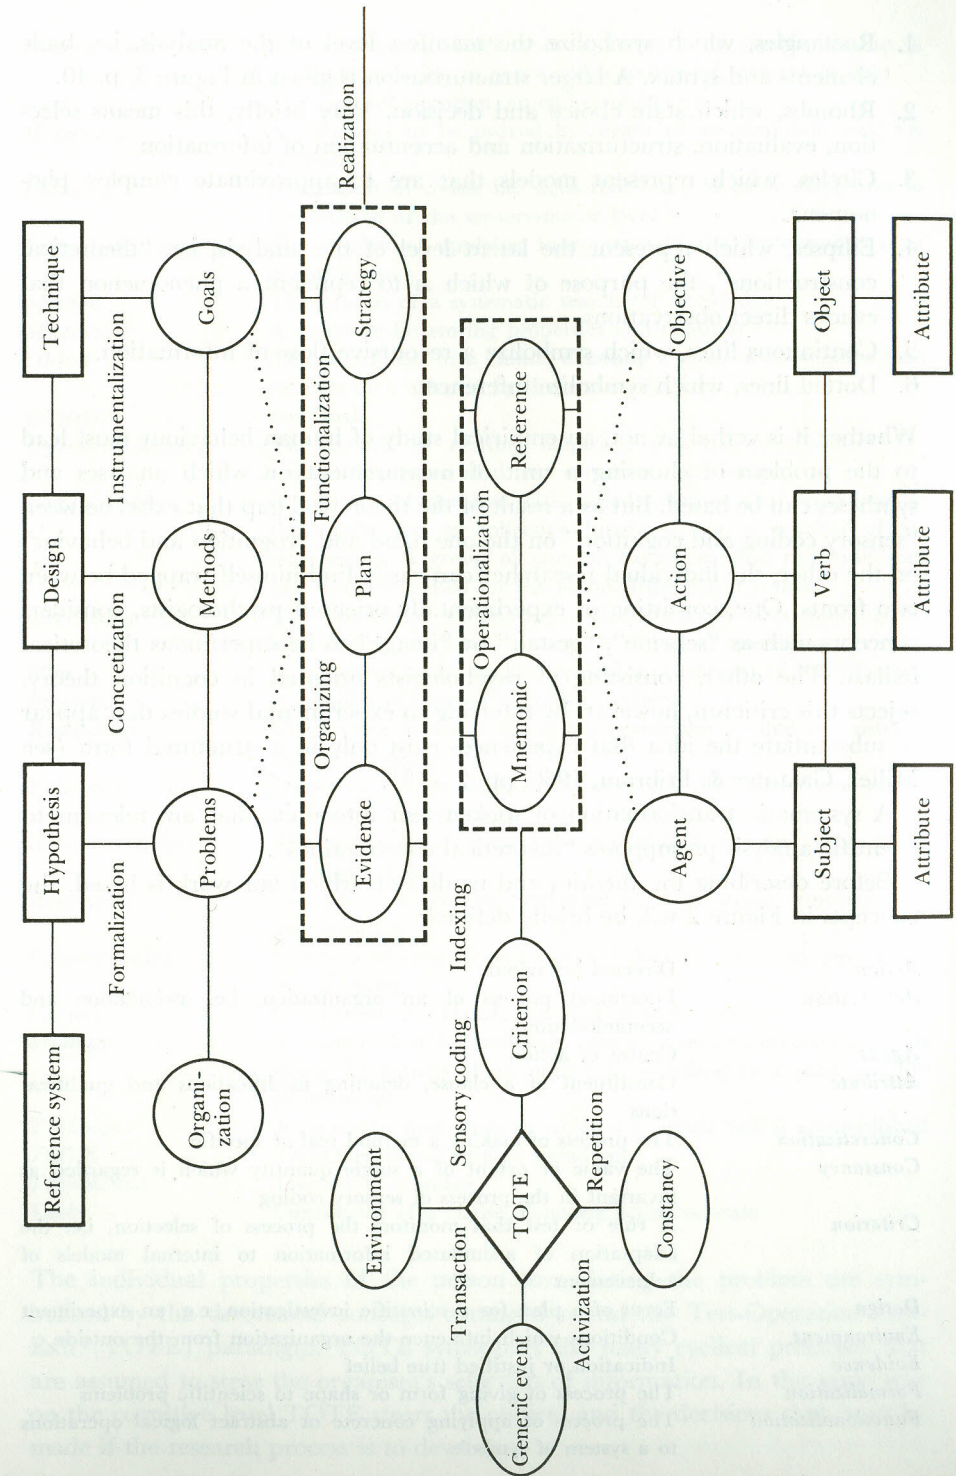 Reference system
Hypothesis
Design
Technique
Formalization
Concretization
Instrumentalization
Organi-
zation
Problems
Methods
Goals
Organizing
Functionalization
Realization
Environment
Evidence
Plan
Strategy
Transaction
Sensory coding
Indexing
Operationalization
Generic event
TOTE
Criterion
Mnemonic
Reference
Activization
Repetition
Constancy
Agent
Action
Objective
Subject
Verb
Object
Attribute
Attribute
Attribute